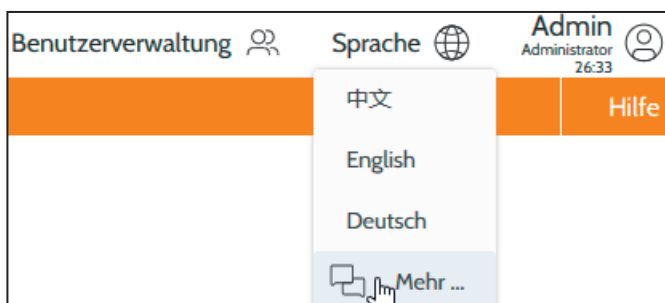 Benutzerverwaltung
Sprache
Admin
Administrator
26:33
Hilfe
中文
English
Deutsch
Mehr ...